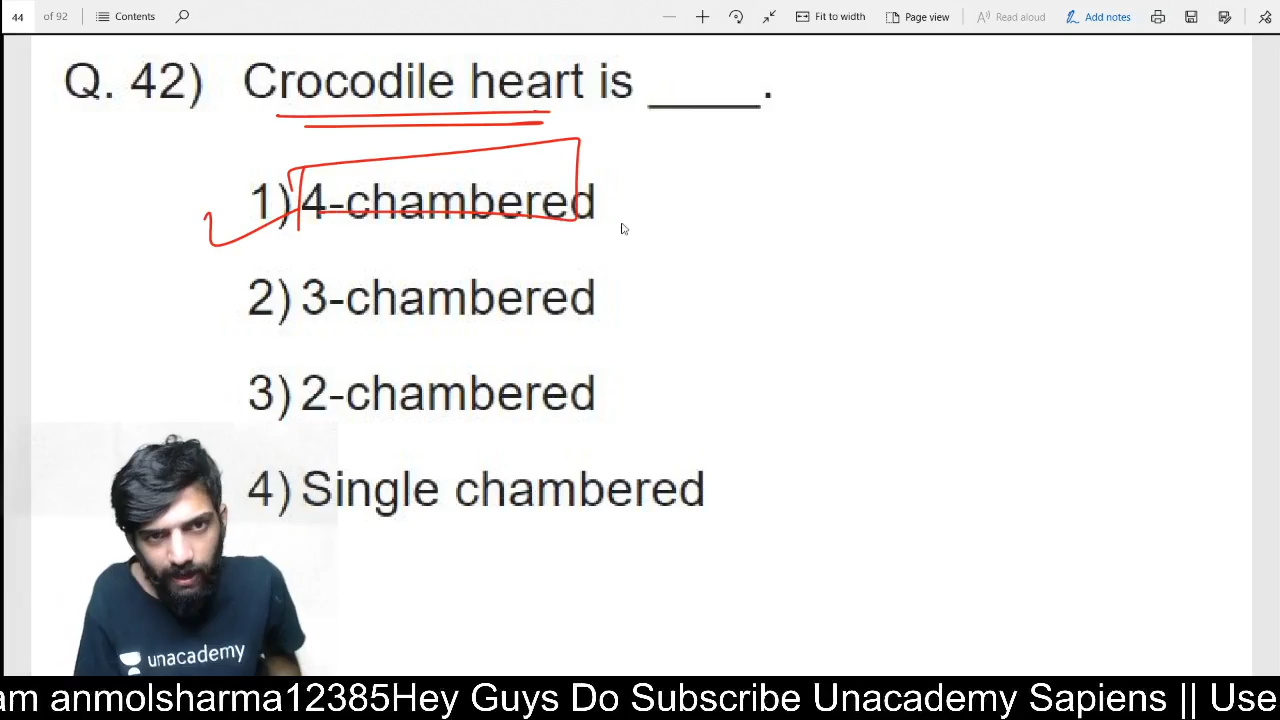 44 of 92 Contents Fit to width Page view Read aloud Add notes
Q. 42) Crocodile heart is _____.
1) 4-chambered
2) 3-chambered
3) 2-chambered
4) Single chambered
unacademy
am anmolsharma12385Hey Guys Do Subscribe Unacademy Sapiens || Use